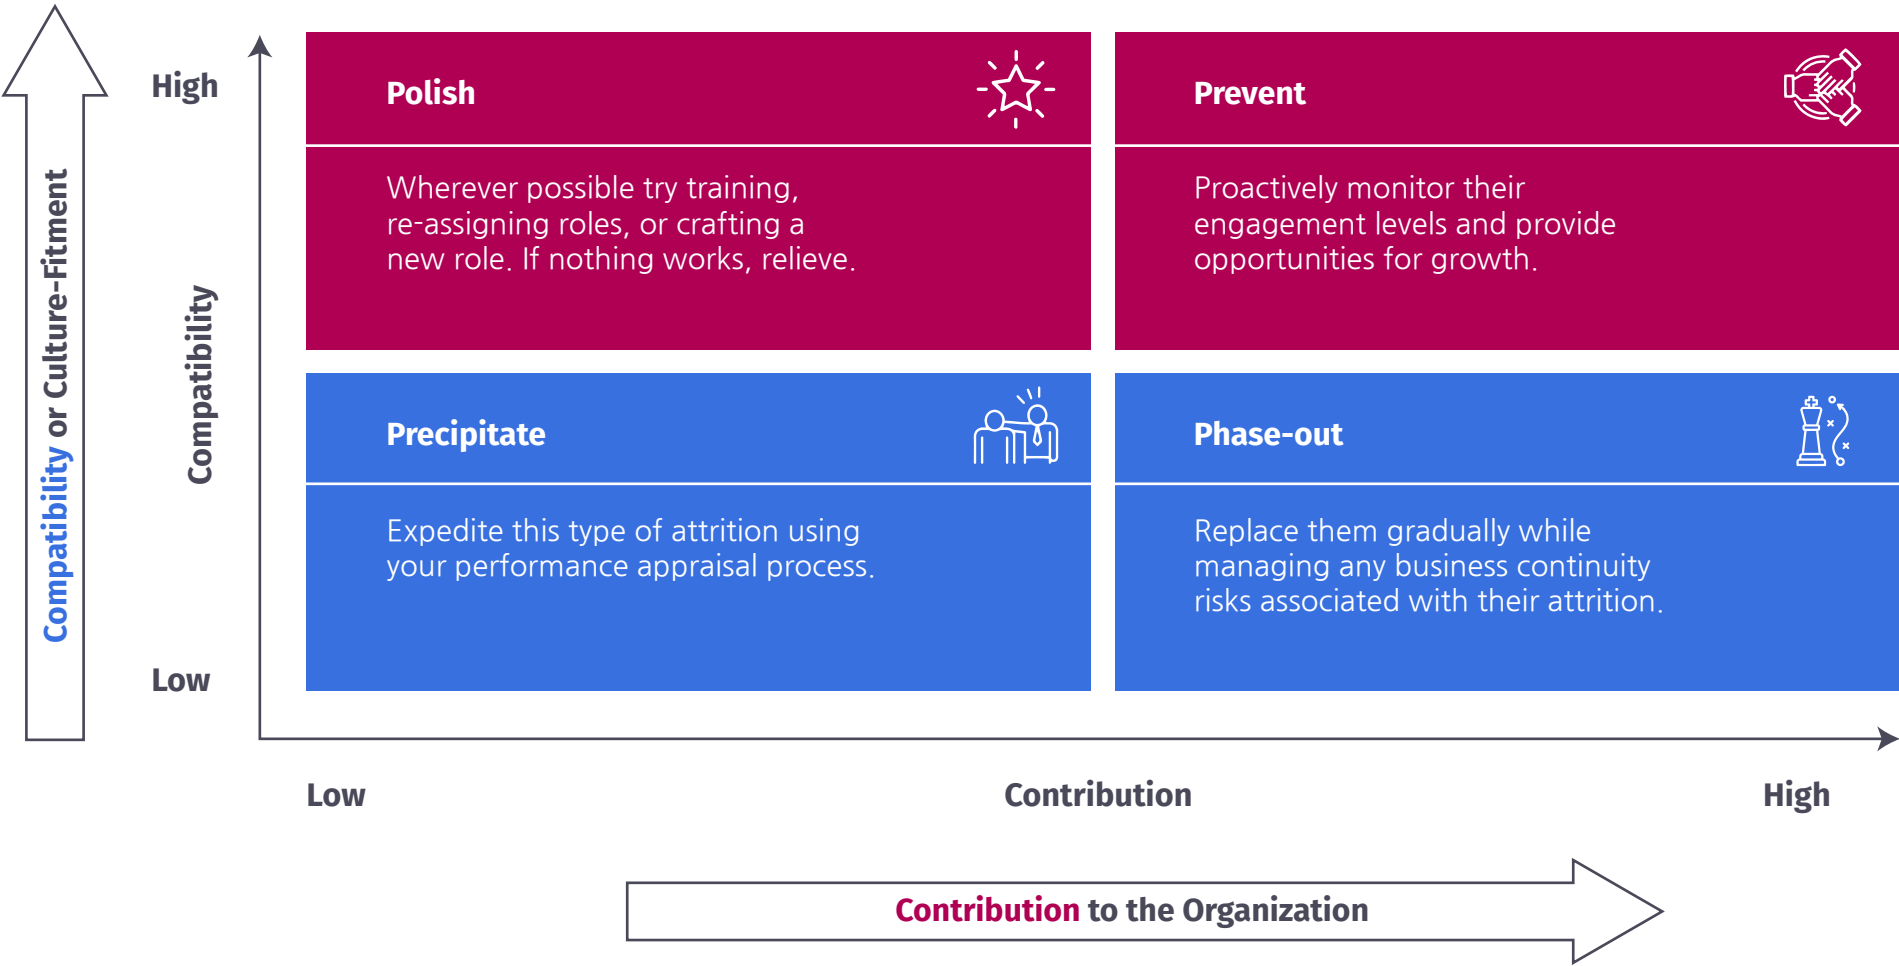 Compatibility or Culture-Fitment
Compatibility
High
Low
Polish
Wherever possible try training,
re-assigning roles, or crafting a
new role. If nothing works, relieve.
Prevent
Proactively monitor their
engagement levels and provide
opportunities for growth.
Precipitate
Expedite this type of attrition using
your performance appraisal process.
Phase-out
Replace them gradually while
managing any business continuity
risks associated with their attrition.
Low
Contribution
High
Contribution to the Organization